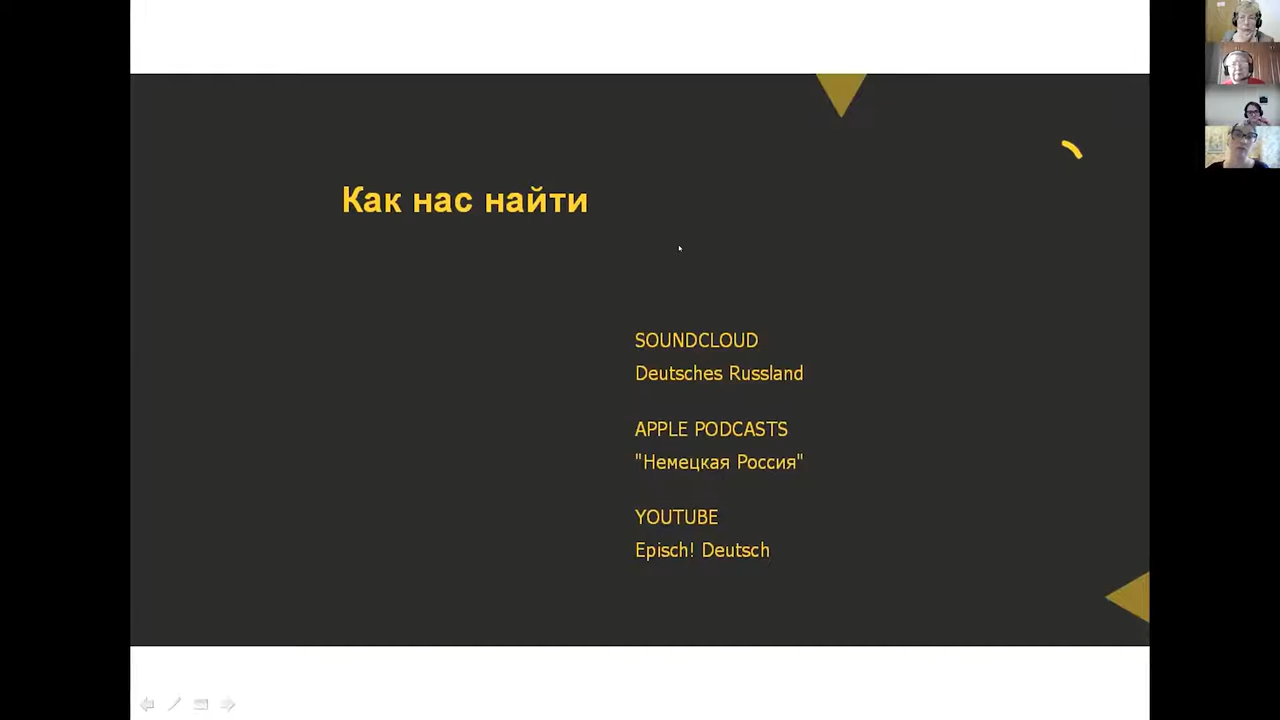 Как нас найти
SOUNDCLOUD
Deutsches Russland
APPLE PODCASTS
"Немецкая Россия"
YOUTUBE
Episch! Deutsch